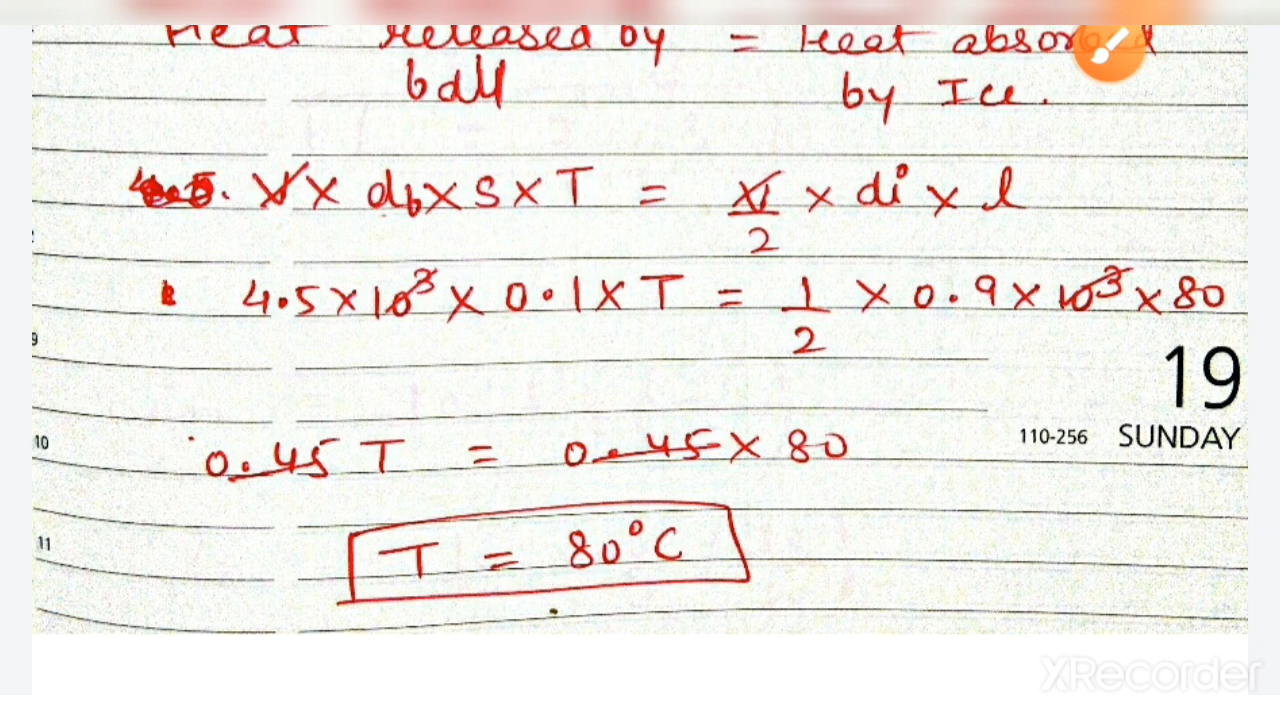 Heat released by = Heat absorbed
ball by Ice.
V × db × S × T = V/2 × di × l
4.5 × 10³ × 0.1 × T = 1/2 × 0.9 × 10³ × 80
9
19
10
110-256 SUNDAY
0.45 T = 0.45 × 80
11
T = 80°C
XRecorder